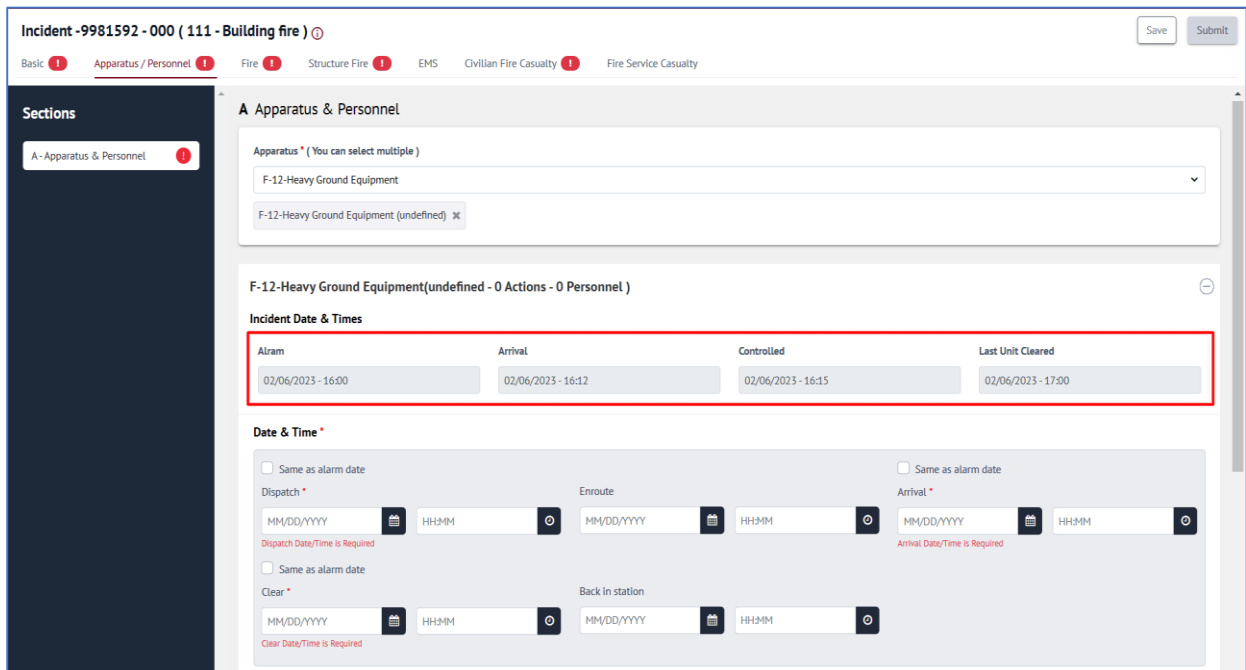 Incident -9981592 - 000 ( 111 - Building fire )
Save Submit
Basic ! Apparatus / Personnel ! Fire ! Structure Fire ! EMS Civilian Fire Casualty ! Fire Service Casualty
Sections
A - Apparatus & Personnel !
A Apparatus & Personnel
Apparatus * ( You can select multiple )
F-12-Heavy Ground Equipment
F-12-Heavy Ground Equipment (undefined) ✖
F-12-Heavy Ground Equipment(undefined - 0 Actions - 0 Personnel )
Incident Date & Times
Alram Arrival Controlled Last Unit Cleared
02/06/2023 - 16:00 02/06/2023 - 16:12 02/06/2023 - 16:15 02/06/2023 - 17:00
Date & Time *
Same as alarm date Same as alarm date
Dispatch * Enroute Arrival *
MM/DD/YYYY HH:MM MM/DD/YYYY HH:MM MM/DD/YYYY HH:MM
Dispatch Date/Time is Required Arrival Date/Time is Required
Same as alarm date
Clear * Back in station
MM/DD/YYYY HH:MM MM/DD/YYYY HH:MM
Clear Date/Time is Required